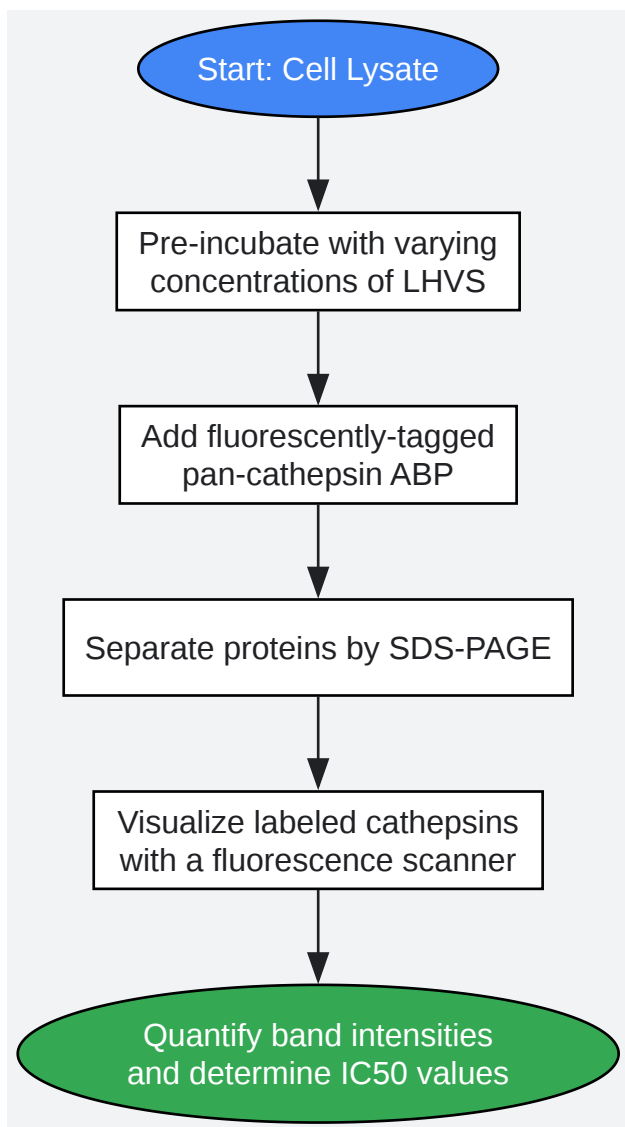 Start: Cell Lysate
Pre-incubate with varying
concentrations of LHVS
Add fluorescently-tagged
pan-cathepsin ABP
Separate proteins by SDS-PAGE
Visualize labeled cathepsins
with a fluorescence scanner
Quantify band intensities
and determine IC50 values